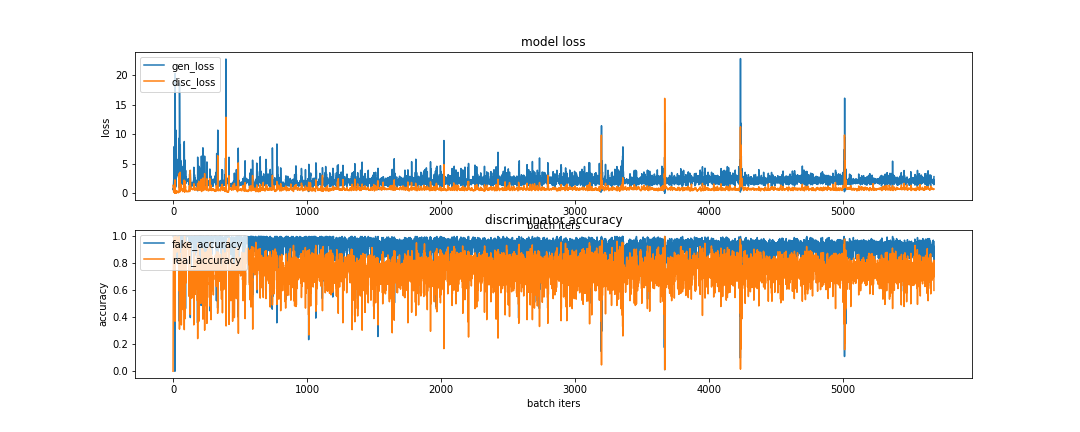 model loss
gen_loss
disc_loss
20
15
10
5
0
loss
0
1000
2000
3000
4000
5000
batch iters
discriminator accuracy
fake_accuracy
real_accuracy
1.0
0.8
0.6
0.4
0.2
0.0
accuracy
0
1000
2000
3000
4000
5000
batch iters